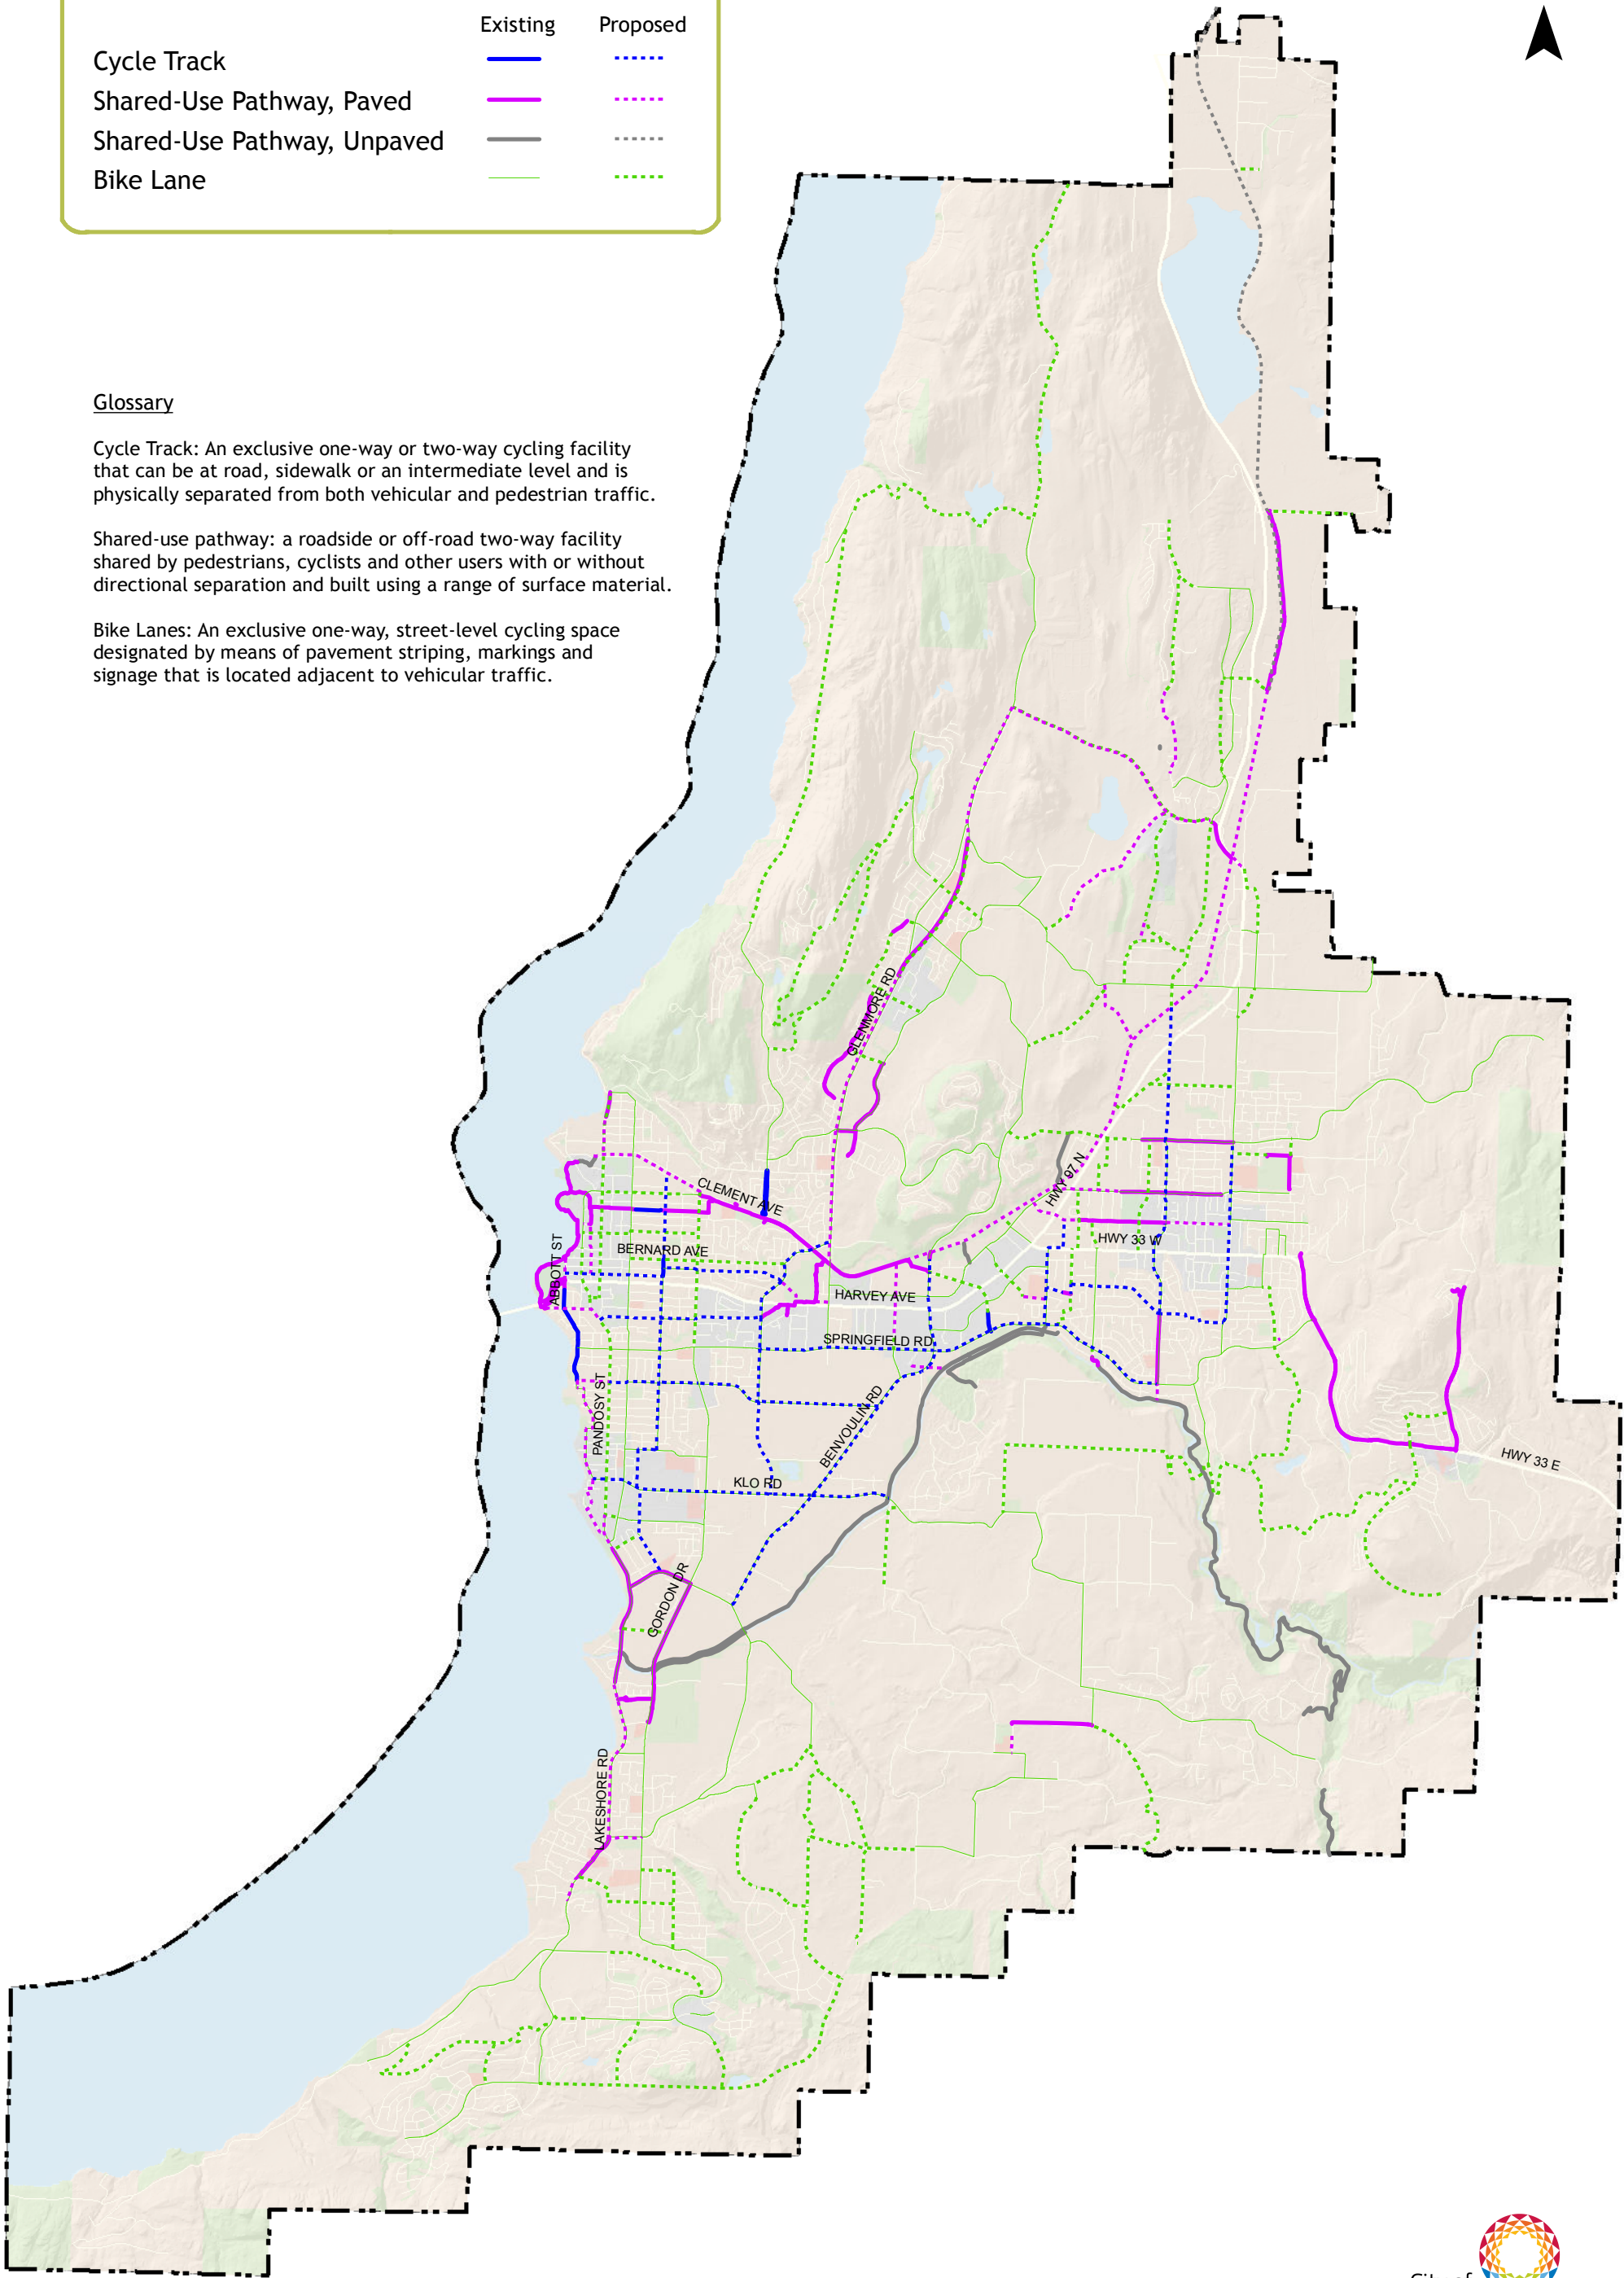 Existing Proposed
Cycle Track
Shared-Use Pathway, Paved
Shared-Use Pathway, Unpaved
Bike Lane
Glossary
Cycle Track: An exclusive one-way or two-way cycling facility
that can be at road, sidewalk or an intermediate level and is
physically separated from both vehicular and pedestrian traffic.
Shared-use pathway: a roadside or off-road two-way facility
shared by pedestrians, cyclists and other users with or without
directional separation and built using a range of surface material.
Bike Lanes: An exclusive one-way, street-level cycling space
designated by means of pavement striping, markings and
signage that is located adjacent to vehicular traffic.
GLENMORE RD
CLEMENT AVE
HWY 97 N
ABBOTT ST
BERNARD AVE
HWY 33 W
HARVEY AVE
SPRINGFIELD RD
PANDOSY ST
BENVOULIN RD
KLO RD
HWY 33 E
GORDON DR
LAKESHORE RD
City of